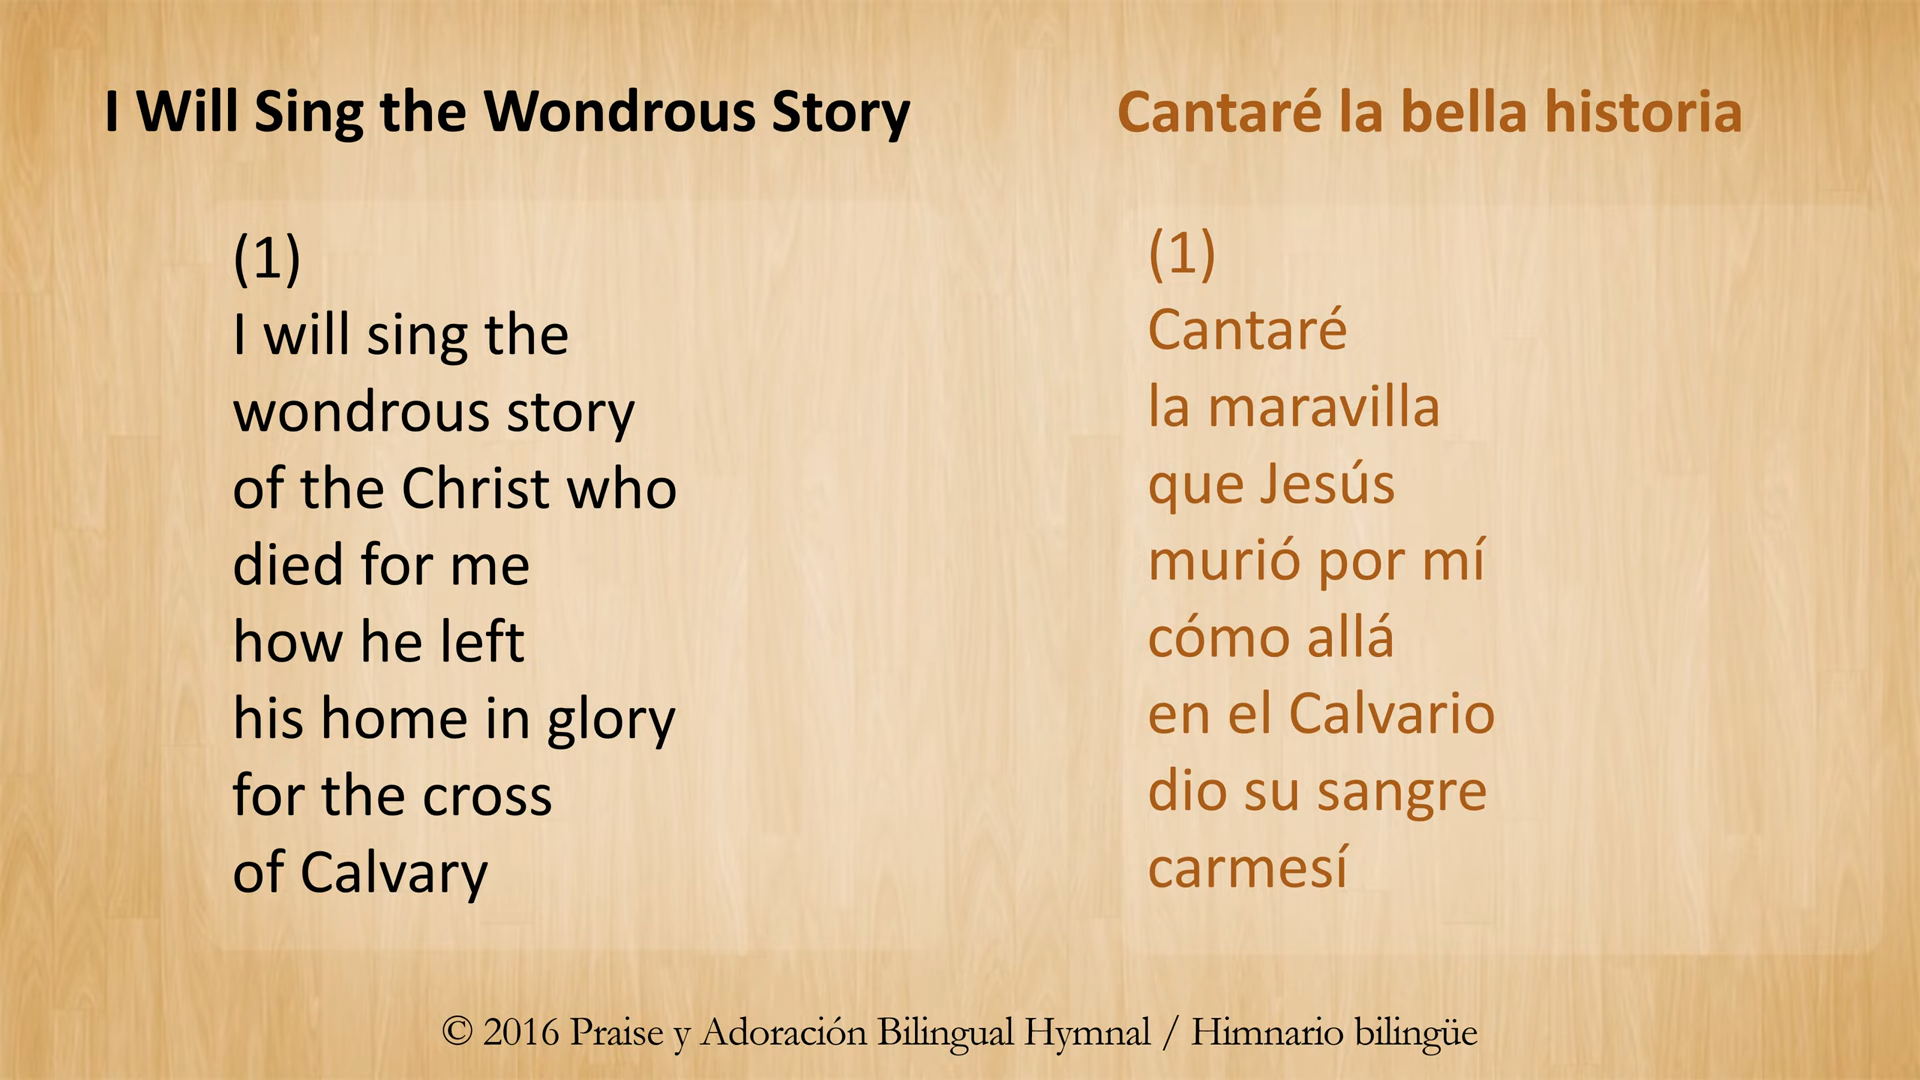 I Will Sing the Wondrous Story
(1)
I will sing the
wondrous story
of the Christ who
died for me
how he left
his home in glory
for the cross
of Calvary
Cantaré la bella historia
(1)
Cantaré
la maravilla
que Jesús
murió por mí
cómo allá
en el Calvario
dio su sangre
carmesí
© 2016 Praise y Adoración Bilingual Hymnal / Himnario bilingüe